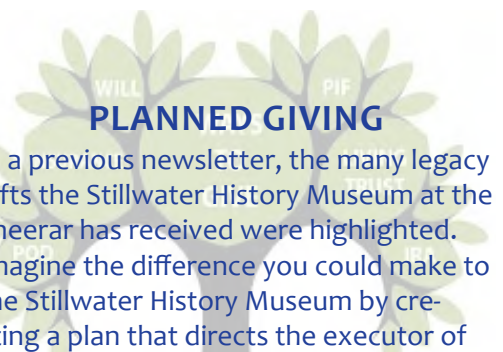 WILL
PIF
PLANNED GIVING
a previous newsletter, the many legacy
fts the Stillwater History Museum at the
heerar has received were highlighted.
magine the difference you could make to
he Stillwater History Museum by cre-
ting a plan that directs the executor of
TRUST
POD
IRA